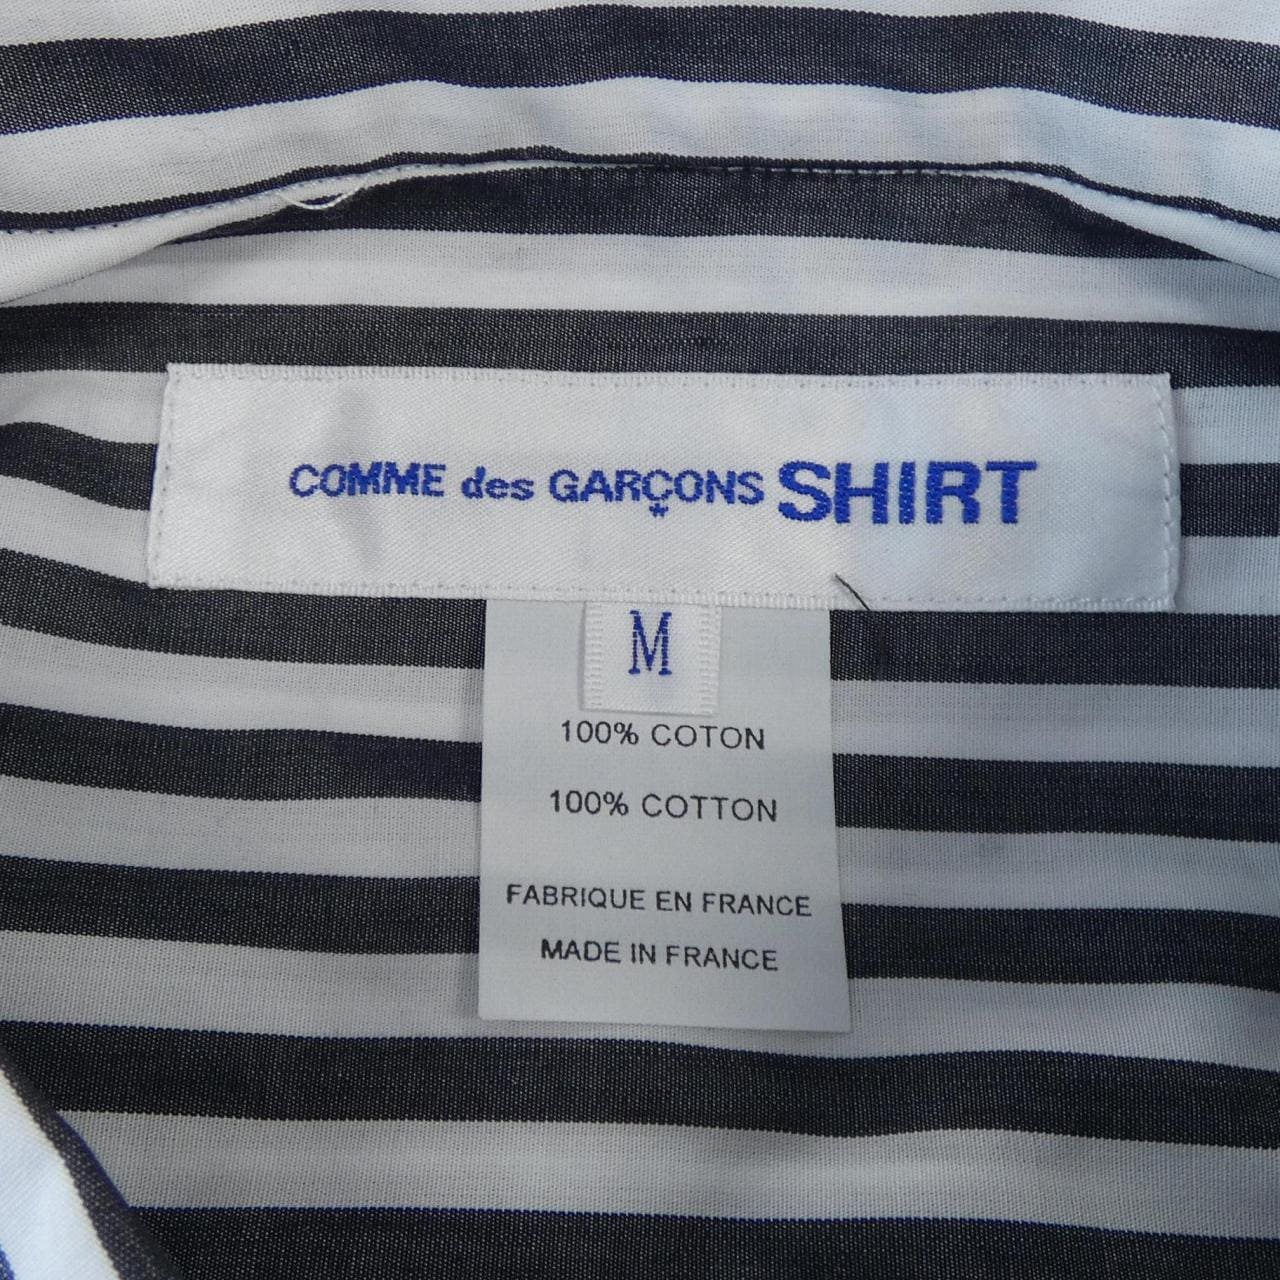 COMME des GARÇONS SHIRT
*
M
100% COTON
100% COTTON
FABRIQUE EN FRANCE
MADE IN FRANCE